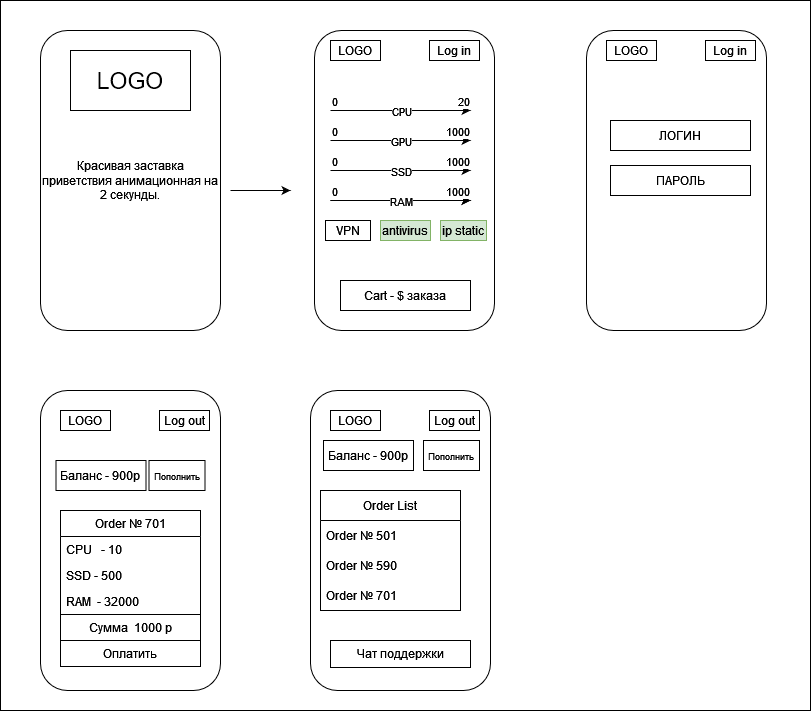 LOGO
Красивая заставка
приветствия анимационная на
2 секунды.
LOGO Log in
0 20
CPU
0 1000
GPU
0 1000
SSD
0 1000
RAM
VPN antivirus ip static
Cart - $ заказа
LOGO Log in
ЛОГИН
ПАРОЛЬ
LOGO Log out
Баланс - 900р Пополнить
Order № 701
CPU - 10
SSD - 500
RAM - 32000
Сумма 1000 р
Оплатить
LOGO Log out
Баланс - 900р Пополнить
Order List
Order № 501
Order № 590
Order № 701
Чат поддержки